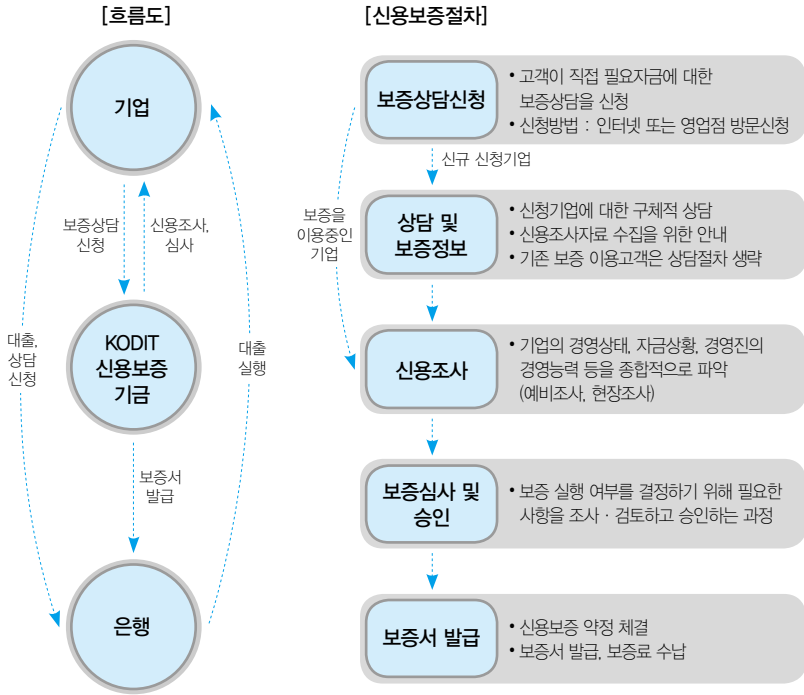 [흐름도]
기업
보증상담
신청
신용조사,
심사
대출,
상담
신청
KODIT
신용보증
기금
대출
실행
보증서
발급
은행
[신용보증절차]
보증상담신청
• 고객이 직접 필요자금에 대한
보증상담을 신청
• 신청방법 : 인터넷 또는 영업점 방문신청
신규 신청기업
보증을
이용중인
기업
상담 및
보증정보
• 신청기업에 대한 구체적 상담
• 신용조사자료 수집을 위한 안내
• 기존 보증 이용고객은 상담절차 생략
신용조사
• 기업의 경영상태, 자금상황, 경영진의
경영능력 등을 종합적으로 파악
(예비조사, 현장조사)
보증심사 및
승인
• 보증 실행 여부를 결정하기 위해 필요한
사항을 조사 · 검토하고 승인하는 과정
보증서 발급
• 신용보증 약정 체결
• 보증서 발급, 보증료 수납